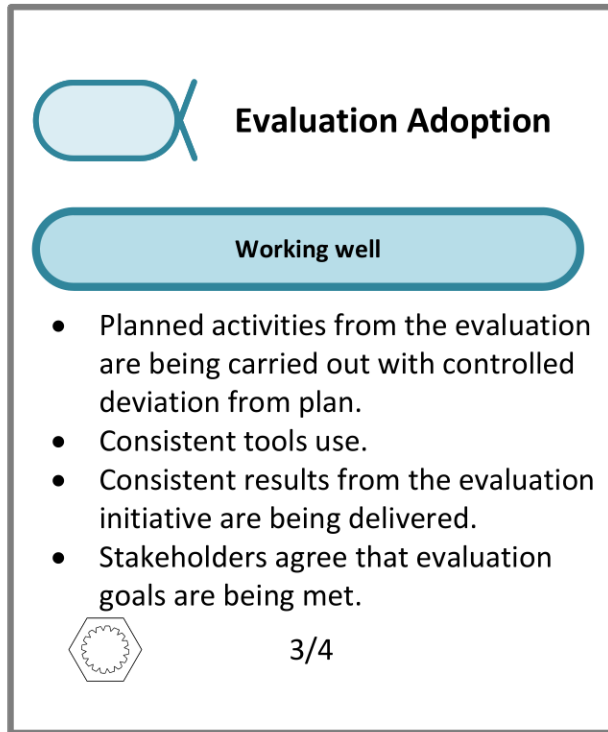 Evaluation Adoption
Working well
• Planned activities from the evaluation
are being carried out with controlled
deviation from plan.
• Consistent tools use.
• Consistent results from the evaluation
initiative are being delivered.
• Stakeholders agree that evaluation
goals are being met.
3/4